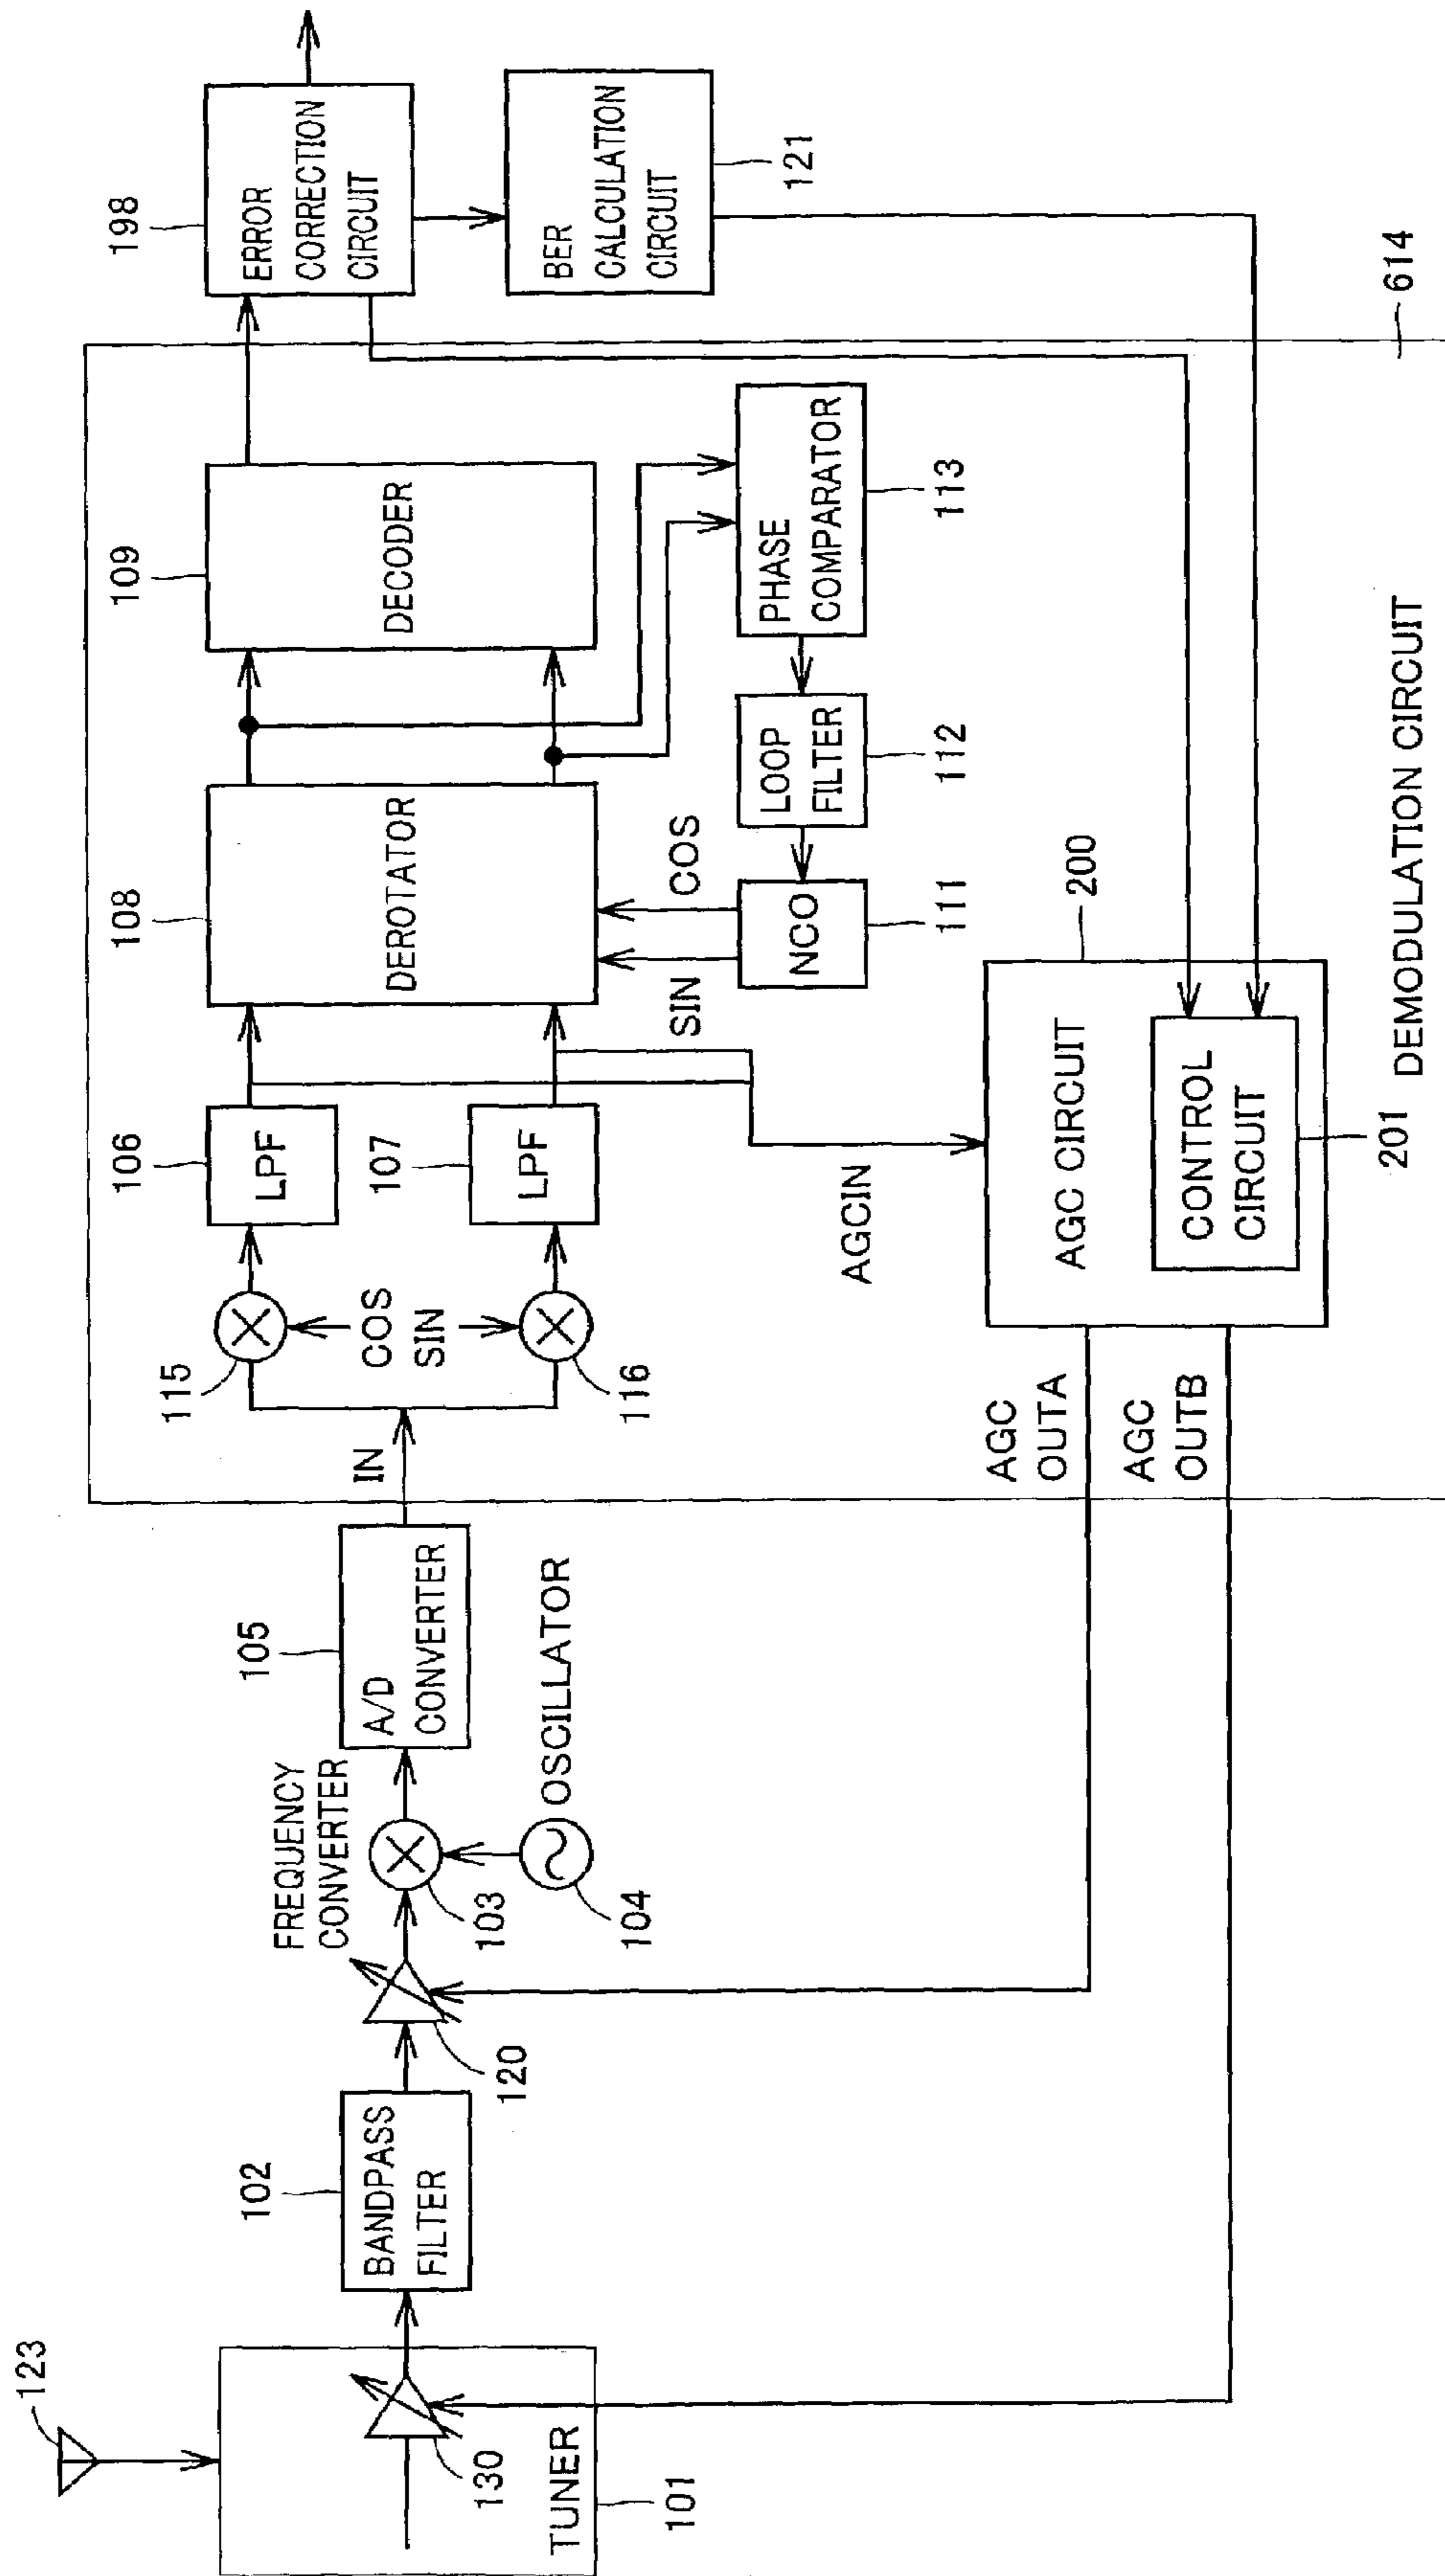 123
130
TUNER
101
102
BANDPASS
FILTER
120
FREQUENCY
CONVERTER
103
OSCILLATOR
104
105
A/D
CONVERTER
IN
115
116
COS
SIN
106
LPF
107
LPF
108
DEROTATOR
SIN
COS
109
DECODER
NCO
111
LOOP
FILTER
112
PHASE
COMPARATOR
113
198
ERROR
CORRECTION
CIRCUIT
BER
CALCULATION
CIRCUIT
121
AGCIN
AGC
OUTA
AGC
OUTB
AGC CIRCUIT
200
CONTROL
CIRCUIT
201
DEMODULATION CIRCUIT
614